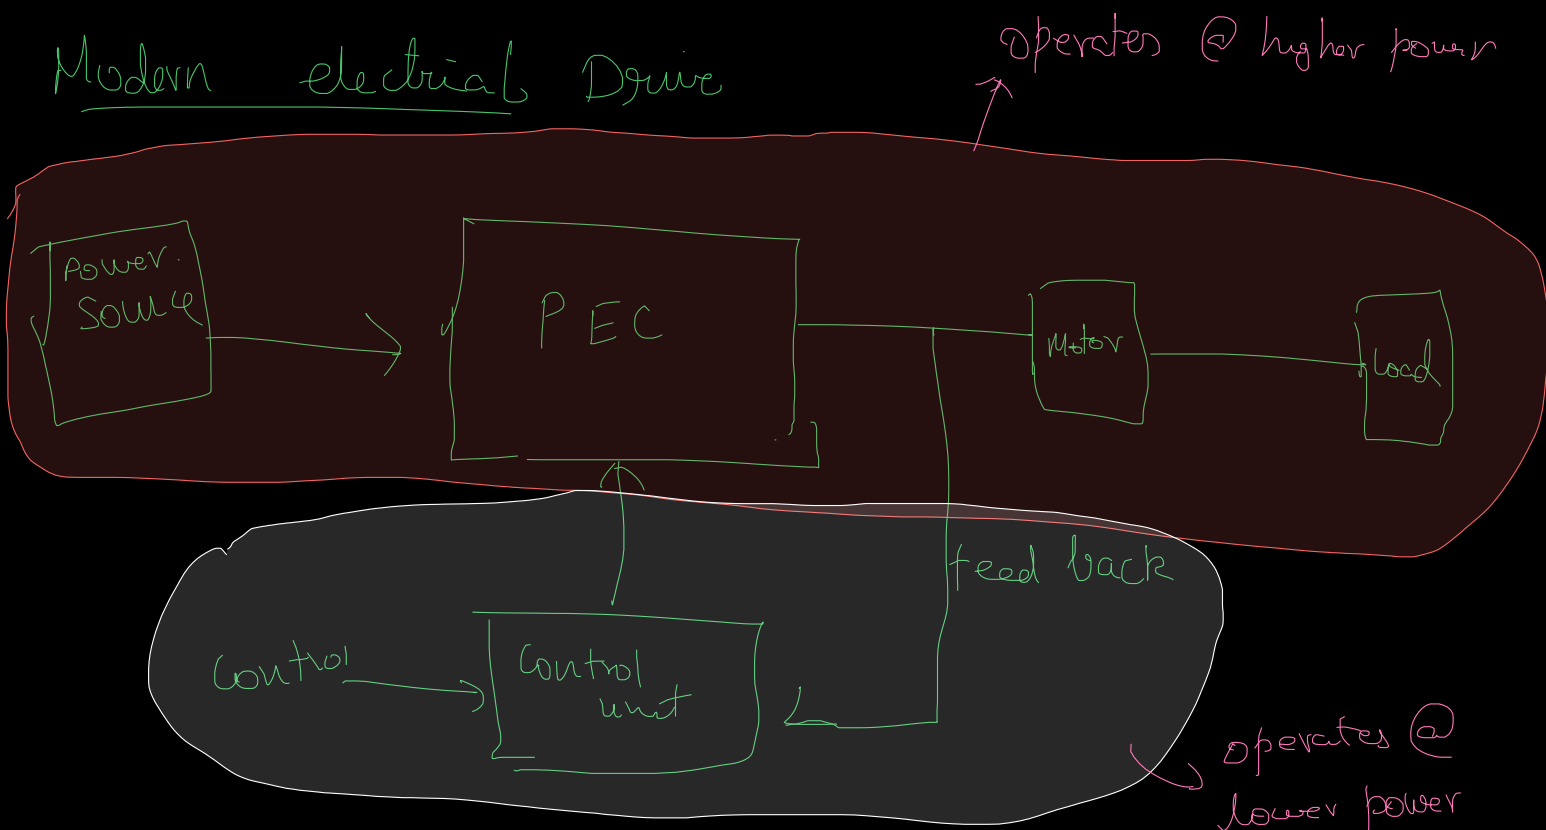 operates @ higher power
Modern electrical Drive
Power
Source
PEC
Motor
Load
feed back
Control
Control
unit
operates @
lower power